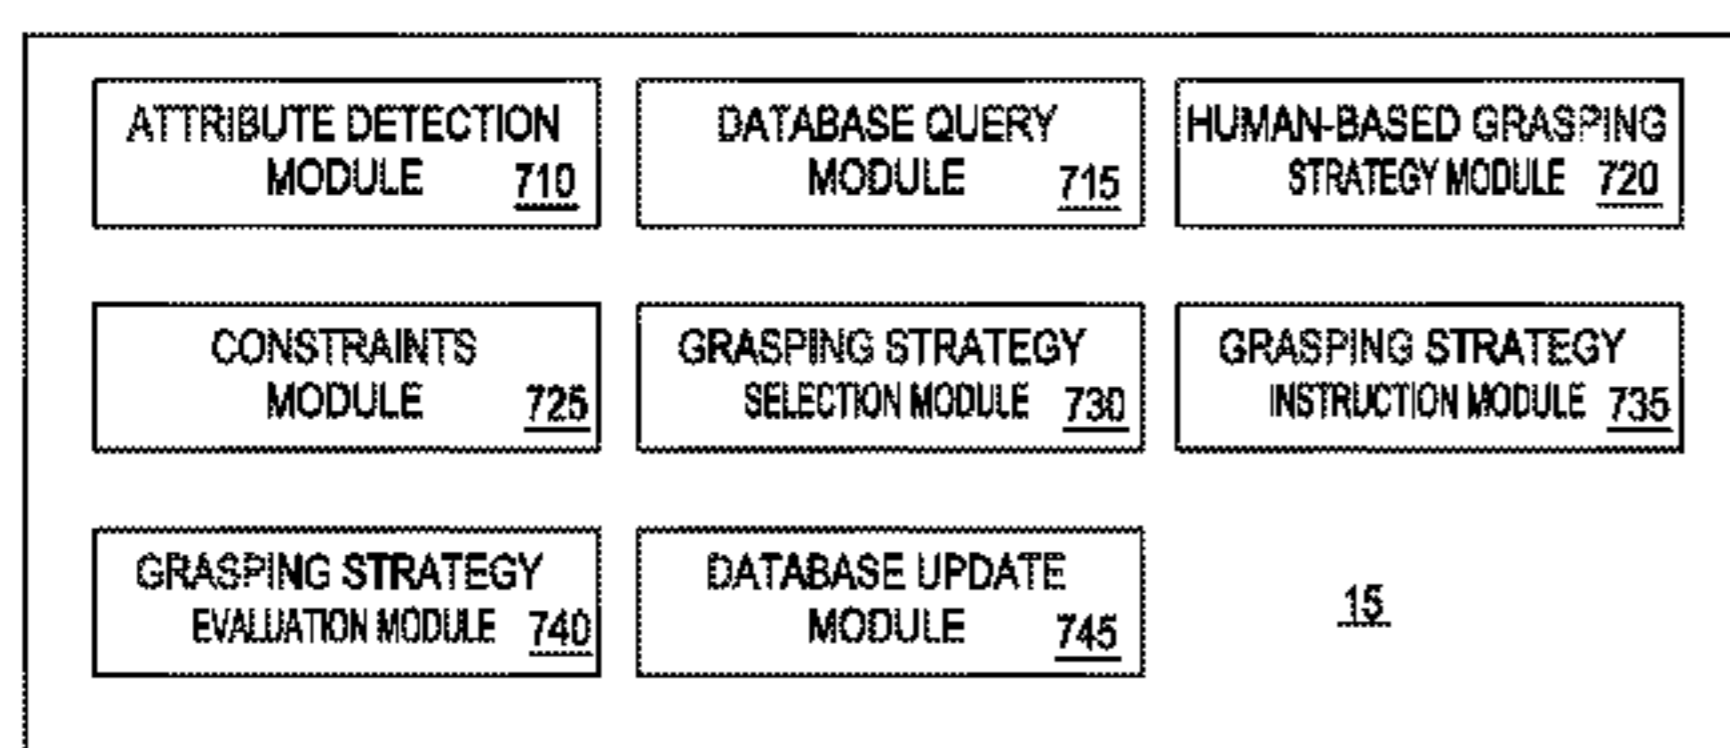 ATTRIBUTE DETECTION
MODULE 710
DATABASE QUERY
MODULE 715
HUMAN-BASED GRASPING
STRATEGY MODULE 720
CONSTRAINTS
MODULE 725
GRASPING STRATEGY
SELECTION MODULE 730
GRASPING STRATEGY
INSTRUCTION MODULE 735
GRASPING STRATEGY
EVALUATION MODULE 740
DATABASE UPDATE
MODULE 745
15